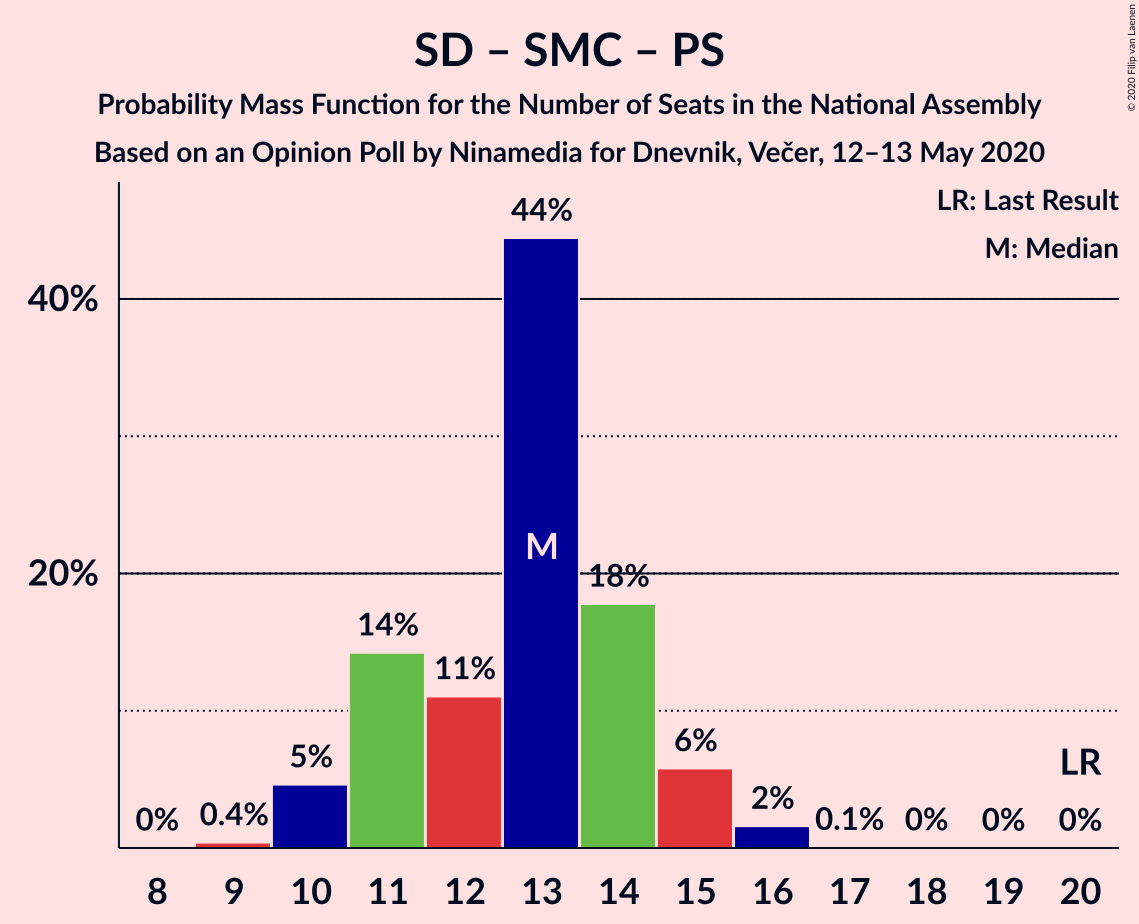 SD – SMC – PS
Probability Mass Function for the Number of Seats in the National Assembly
Based on an Opinion Poll by Ninamedia for Dnevnik, Večer, 12–13 May 2020
© 2020 Filip van Laenen
LR: Last Result
M: Median
40%
20%
0%
0.4%
5%
14%
11%
44%
M
18%
6%
2%
0.1%
0%
0%
LR
0%
8 9 10 11 12 13 14 15 16 17 18 19 20